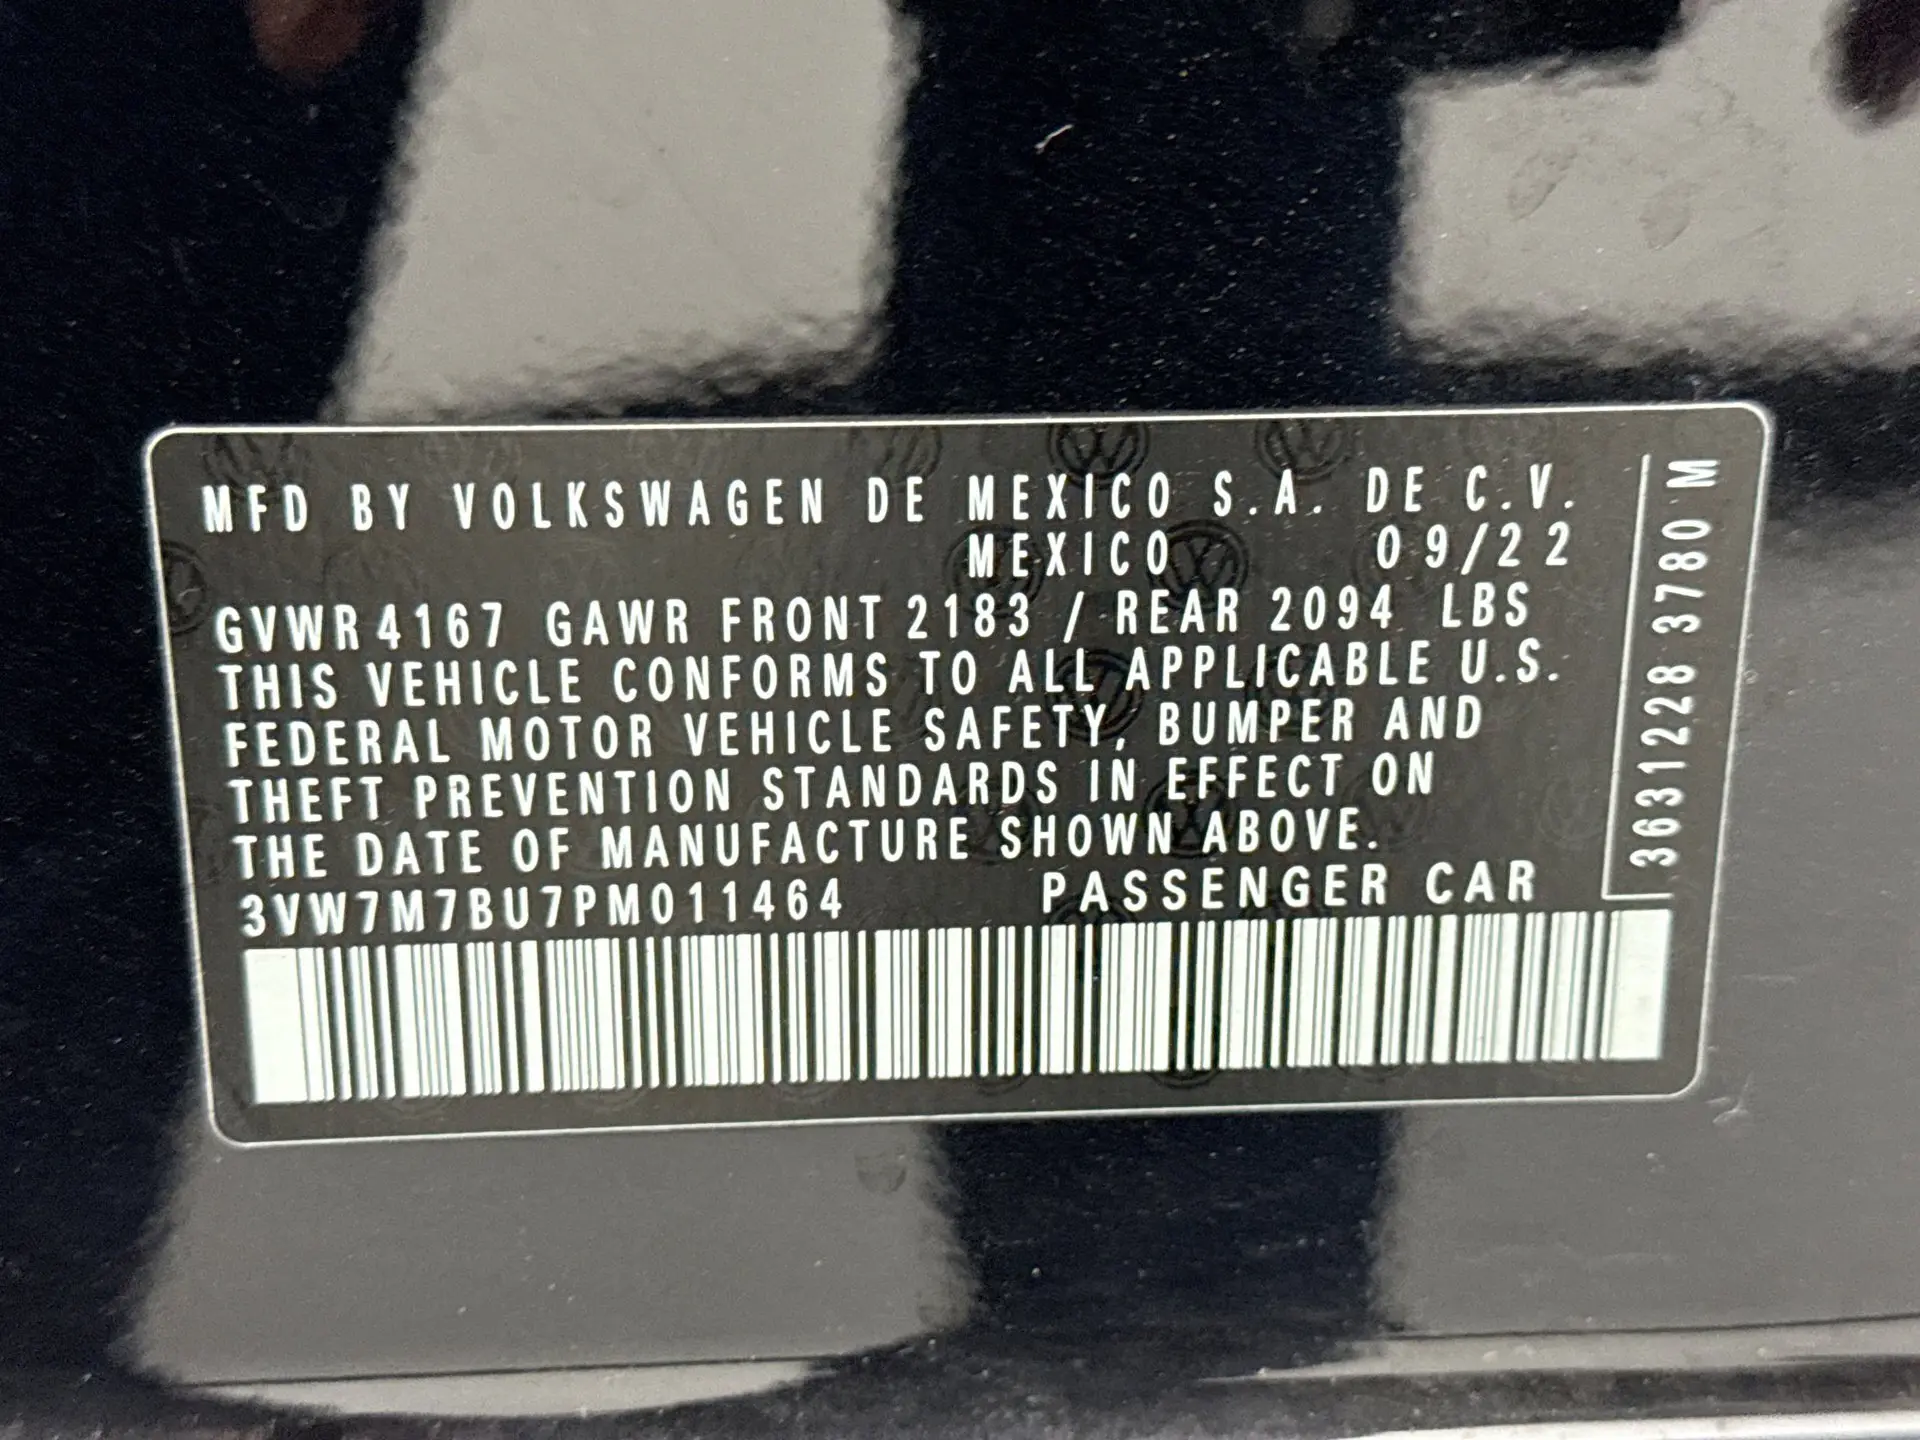 MFD BY VOLKSWAGEN DE MEXICO S.A. DE C.V.
MEXICO 09/22
GVWR 4167 GAWR FRONT 2183 / REAR 2094 LBS
THIS VEHICLE CONFORMS TO ALL APPLICABLE U.S.
FEDERAL MOTOR VEHICLE SAFETY, BUMPER AND
THEFT PREVENTION STANDARDS IN EFFECT ON
THE DATE OF MANUFACTURE SHOWN ABOVE.
3VW7M7BU7PM011464 PASSENGER CAR
3631228 3780 M